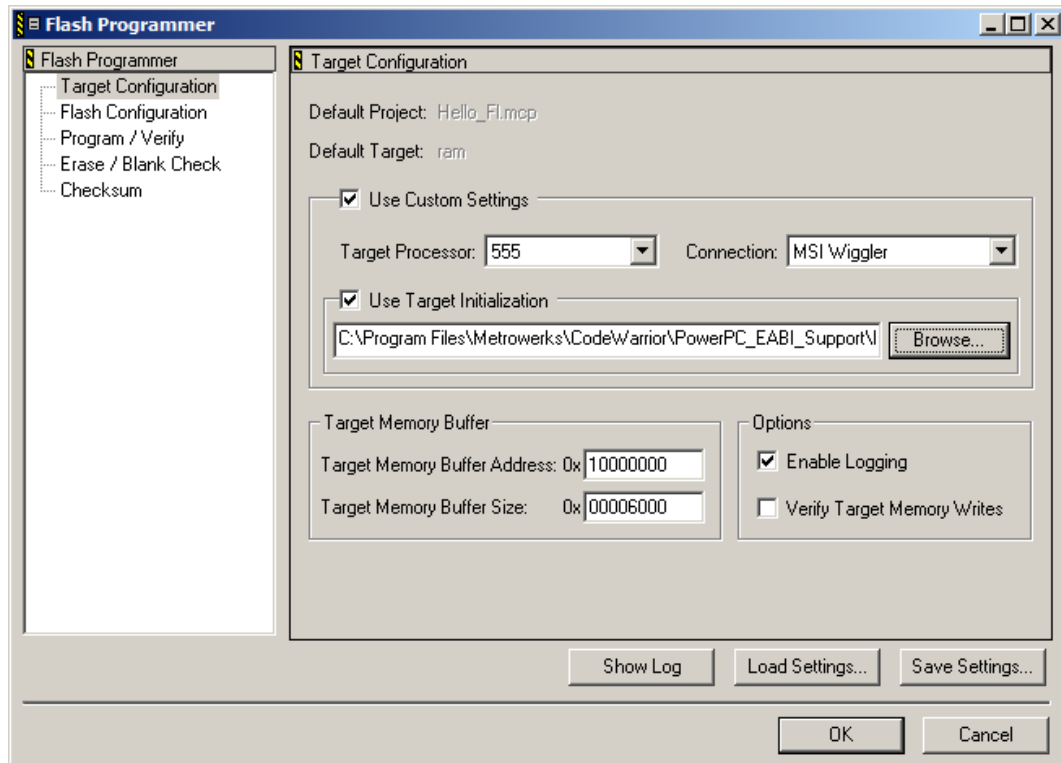 Flash Programmer
Flash Programmer
Target Configuration
Flash Configuration
Program / Verify
Erase / Blank Check
Checksum
Target Configuration
Default Project: Hello_Fl.mcp
Default Target: ram
Use Custom Settings
Target Processor: 555 Connection: MSI Wiggler
Use Target Initialization
C:\Program Files\Metrowerks\CodeWarrior\PowerPC_EABI_Support\ Browse...
Target Memory Buffer
Target Memory Buffer Address: 0x 10000000
Target Memory Buffer Size: 0x 00006000
Options
Enable Logging
Verify Target Memory Writes
Show Log Load Settings... Save Settings...
OK Cancel